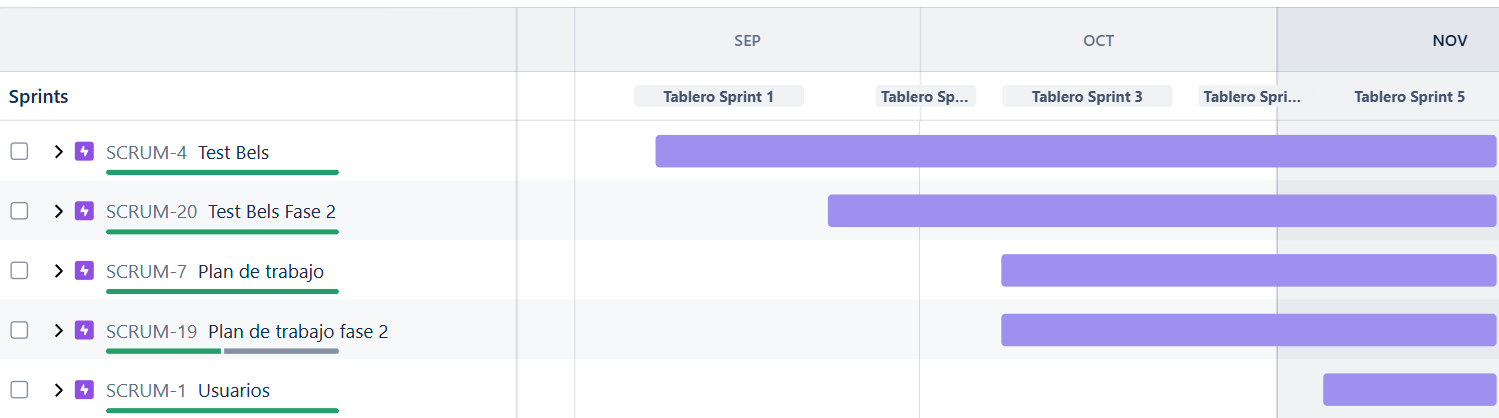 SEP OCT NOV
Sprints Tablero Sprint 1 Tablero Sp... Tablero Sprint 3 Tablero Spri... Tablero Sprint 5
SCRUM-4 Test Bels
SCRUM-20 Test Bels Fase 2
SCRUM-7 Plan de trabajo
SCRUM-19 Plan de trabajo fase 2
SCRUM-1 Usuarios